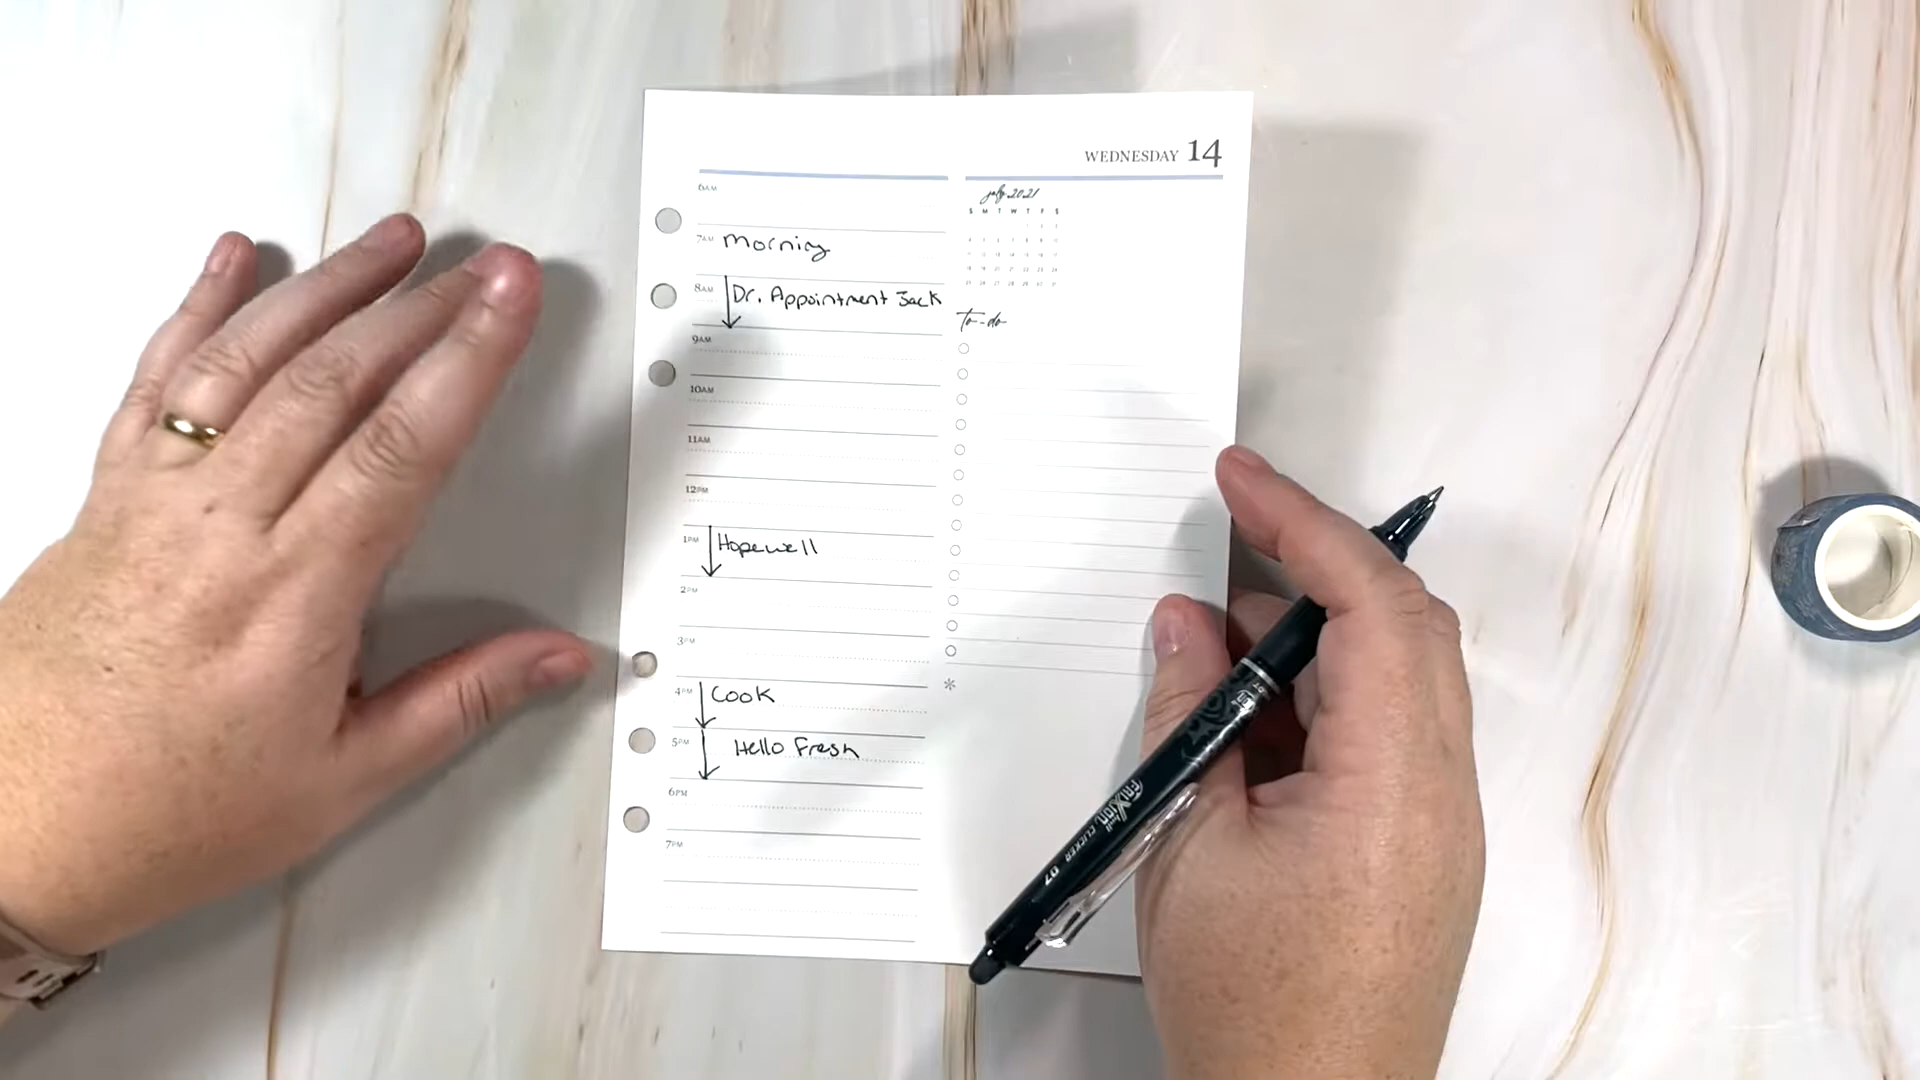 WEDNESDAY 14
6AM
7AM morning
8AM Dr. Appointment Jack
9AM
10AM
11AM
12PM
1PM Hopewell
2PM
3PM
4PM Cook
5PM Hello Fresh
6PM
7PM
july 2021
S M T W T F S
to-do
*
FRIXION CLICKER 07